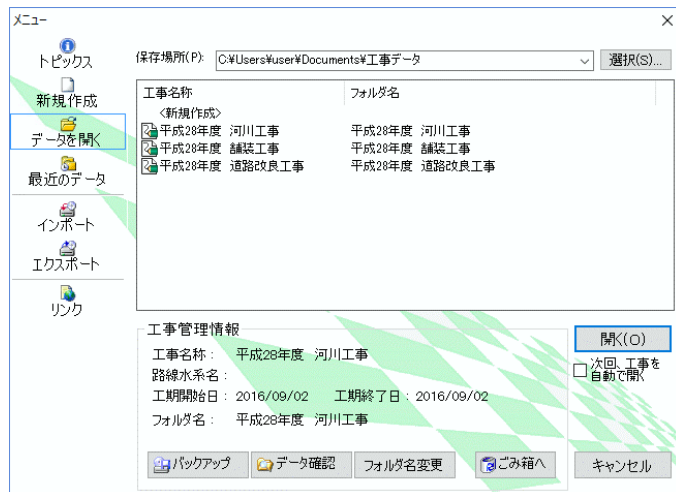 メニュー
トピックス
新規作成
データを開く
最近のデータ
インポート
エクスポート
リンク
保存場所(P): C:¥Users¥user¥Documents¥工事データ 選択(S)...
工事名称 フォルダ名
<新規作成>
平成28年度 河川工事 平成28年度 河川工事
平成28年度 舗装工事 平成28年度 舗装工事
平成28年度 道路改良工事 平成28年度 道路改良工事
工事管理情報
工事名称: 平成28年度 河川工事
路線水系名:
工期開始日: 2016/09/02 工期終了日: 2016/09/02
フォルダ名: 平成28年度 河川工事
バックアップ データ確認 フォルダ名変更 ごみ箱へ
開く(O)
次回、工事を
自動で開く
キャンセル